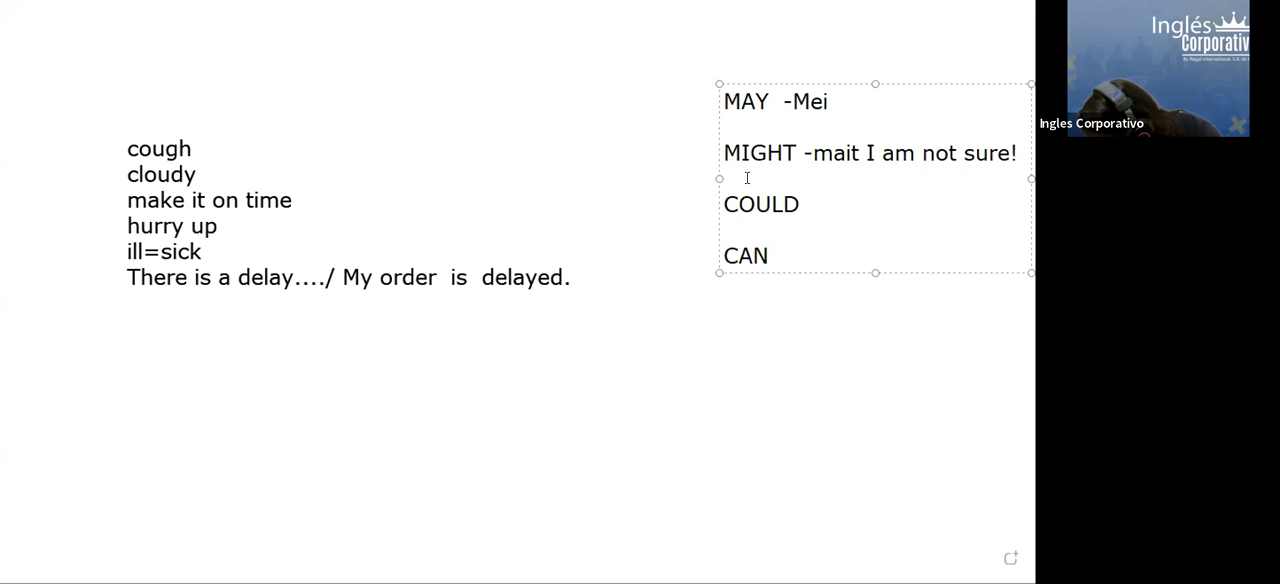 cough
cloudy
make it on time
hurry up
ill=sick
There is a delay..../ My order is delayed.
MAY -Mei
MIGHT -mait I am not sure!
COULD
CAN
Inglés
Corporativ
Ingles Corporativo